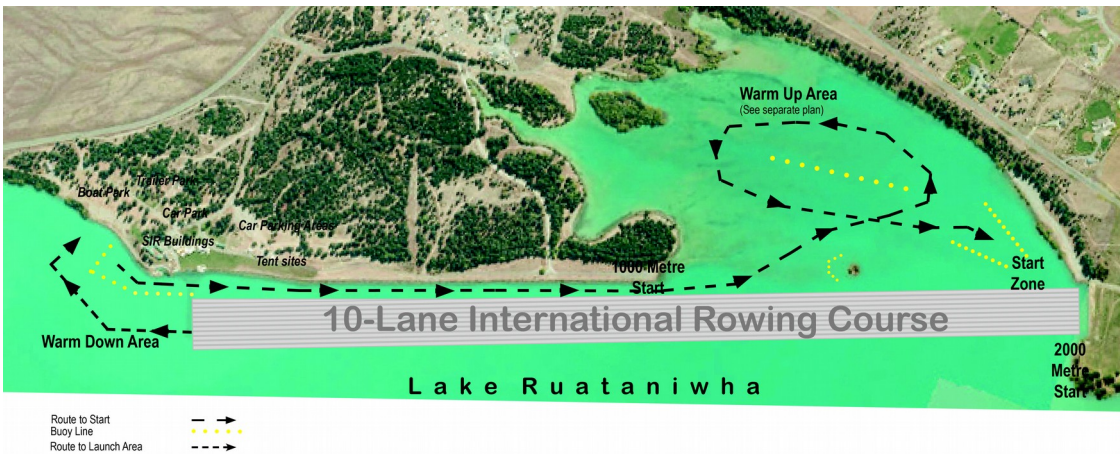 Warm Up Area
(See separate plan)
Trailer Park
Boat Park
Car Park
Car Parking Areas
SIR Buildings
Tent sites
1000 Metre
Start
Start
Zone
10-Lane International Rowing Course
Warm Down Area
2000
Metre
Start
Lake Ruataniwha
Route to Start
Buoy Line
Route to Launch Area